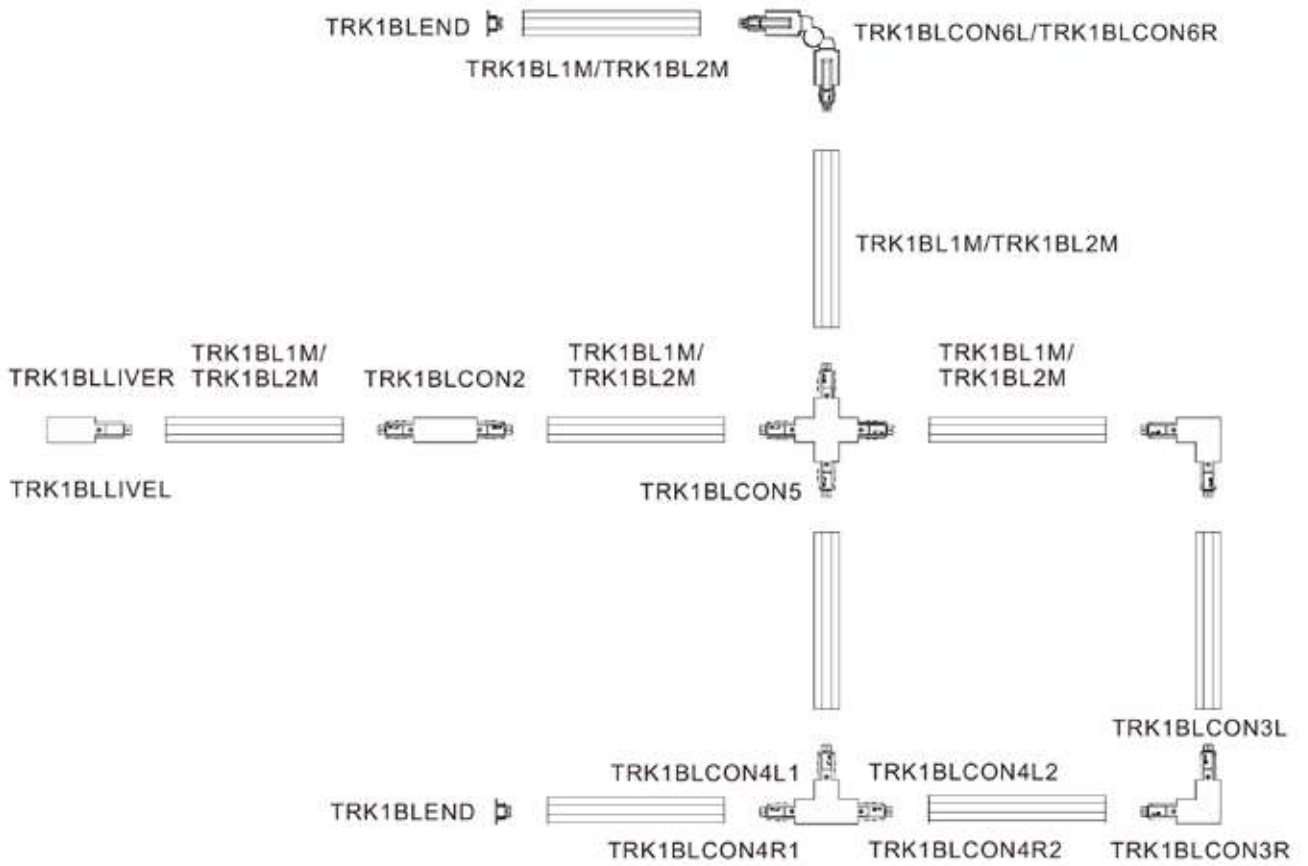 TRK1BLEND
TRK1BLCON6L/TRK1BLCON6R
TRK1BL1M/TRK1BL2M
TRK1BL1M/TRK1BL2M
TRK1BLLIVER
TRK1BL1M/
TRK1BL2M
TRK1BLCON2
TRK1BL1M/
TRK1BL2M
TRK1BL1M/
TRK1BL2M
TRK1BLLIVEL
TRK1BLCON5
TRK1BLCON3L
TRK1BLCON4L1
TRK1BLCON4L2
TRK1BLEND
TRK1BLCON4R1
TRK1BLCON4R2
TRK1BLCON3R